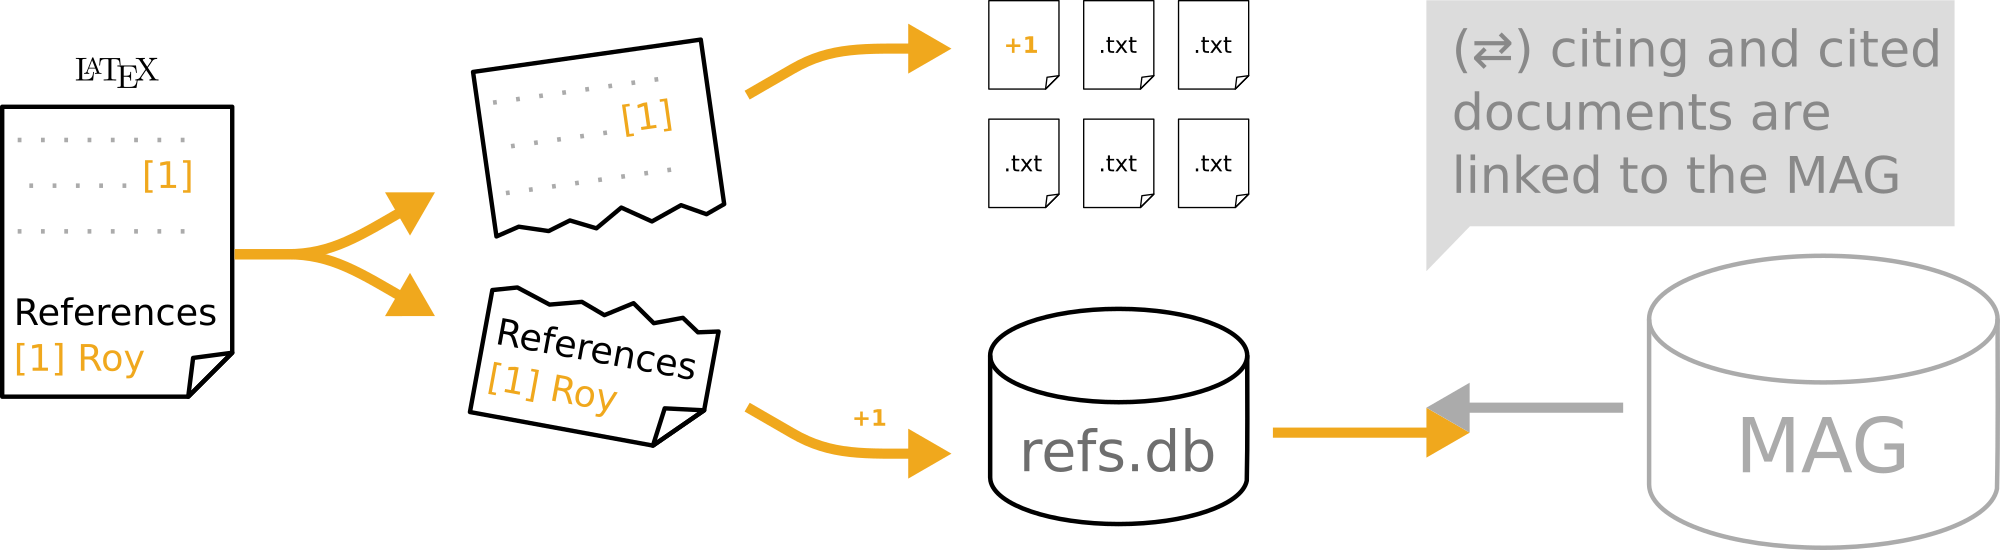 LATEX
[1]
References
[1] Roy
[1]
References
[1] Roy
+1
+1 .txt .txt
.txt .txt .txt
refs.db
(⇄) citing and cited
documents are
linked to the MAG
MAG